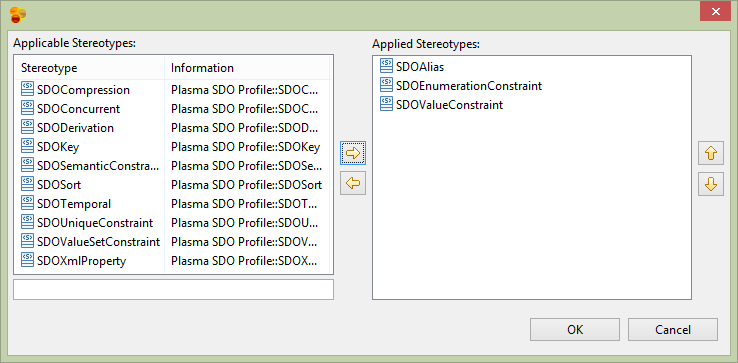 Applicable Stereotypes:
Stereotype Information
SDOCompression Plasma SDO Profile::SDOC...
SDOConcurrent Plasma SDO Profile::SDOC...
SDODerivation Plasma SDO Profile::SDOD...
SDOKey Plasma SDO Profile::SDOKey
SDOSemanticConstra... Plasma SDO Profile::SDOSe...
SDOSort Plasma SDO Profile::SDOSort
SDOTemporal Plasma SDO Profile::SDOT...
SDOUniqueConstraint Plasma SDO Profile::SDOU...
SDOValueSetConstraint Plasma SDO Profile::SDOV...
SDOXmlProperty Plasma SDO Profile::SDOX...
Applied Stereotypes:
SDOAlias
SDOEnumerationConstraint
SDOValueConstraint
OK Cancel